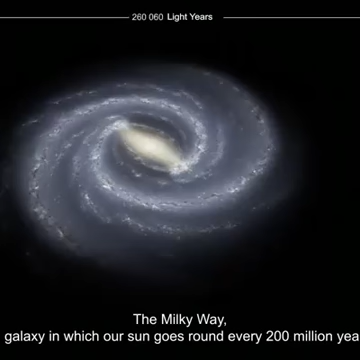 260 060 Light Years
The Milky Way,
galaxy in which our sun goes round every 200 million